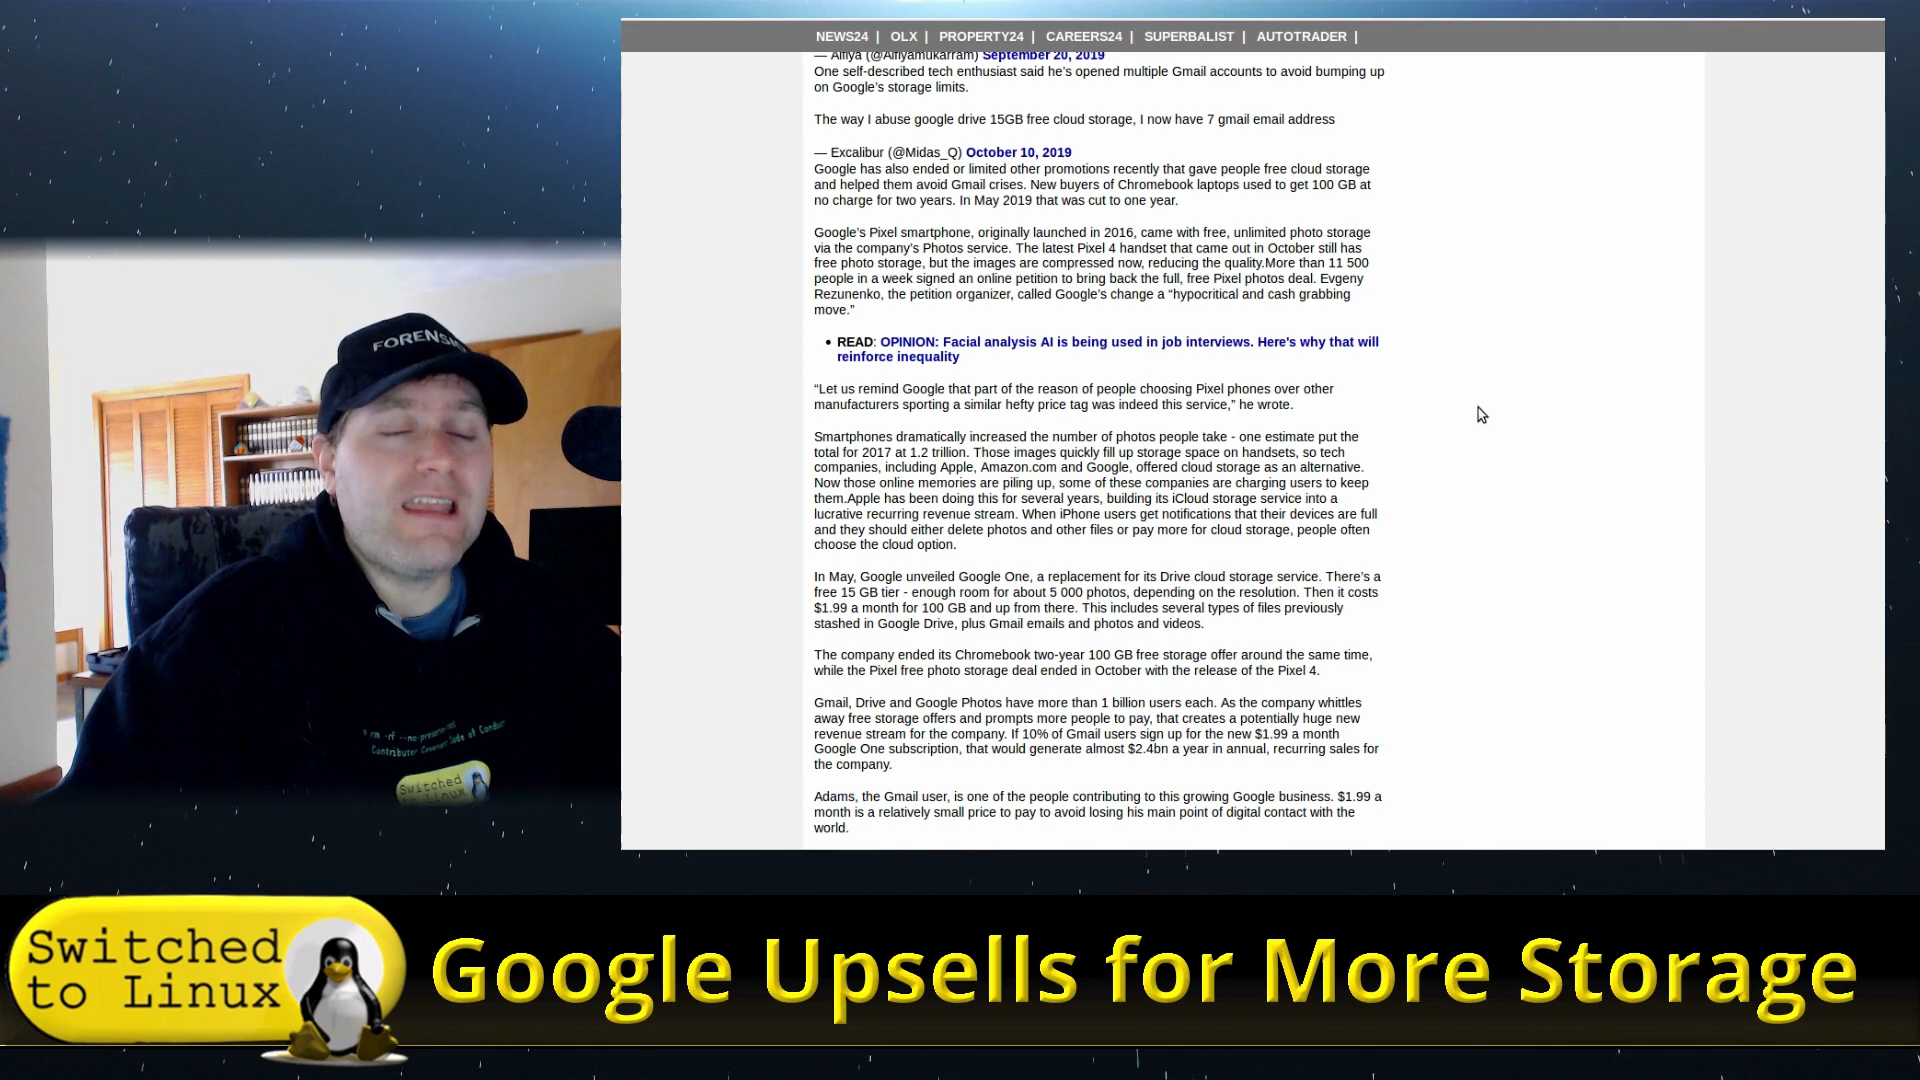 NEWS24 | OLX | PROPERTY24 | CAREERS24 | SUPERBALIST | AUTOTRADER |
— Alfiya (@Alfiyamukarram) September 20, 2019
One self-described tech enthusiast said he’s opened multiple Gmail accounts to avoid bumping up
on Google’s storage limits.
The way I abuse google drive 15GB free cloud storage, I now have 7 gmail email address
— Excalibur (@Midas_Q) October 10, 2019
Google has also ended or limited other promotions recently that gave people free cloud storage
and helped them avoid Gmail crises. New buyers of Chromebook laptops used to get 100 GB at
no charge for two years. In May 2019 that was cut to one year.
Google’s Pixel smartphone, originally launched in 2016, came with free, unlimited photo storage
via the company’s Photos service. The latest Pixel 4 handset that came out in October still has
free photo storage, but the images are compressed now, reducing the quality.More than 11 500
people in a week signed an online petition to bring back the full, free Pixel photos deal. Evgeny
Rezunenko, the petition organizer, called Google’s change a “hypocritical and cash grabbing
move.”
• READ: OPINION: Facial analysis AI is being used in job interviews. Here's why that will
reinforce inequality
“Let us remind Google that part of the reason of people choosing Pixel phones over other
manufacturers sporting a similar hefty price tag was indeed this service,” he wrote.
Smartphones dramatically increased the number of photos people take - one estimate put the
total for 2017 at 1.2 trillion. Those images quickly fill up storage space on handsets, so tech
companies, including Apple, Amazon.com and Google, offered cloud storage as an alternative.
Now those online memories are piling up, some of these companies are charging users to keep
them.Apple has been doing this for several years, building its iCloud storage service into a
lucrative recurring revenue stream. When iPhone users get notifications that their devices are full
and they should either delete photos and other files or pay more for cloud storage, people often
choose the cloud option.
In May, Google unveiled Google One, a replacement for its Drive cloud storage service. There’s a
free 15 GB tier - enough room for about 5 000 photos, depending on the resolution. Then it costs
$1.99 a month for 100 GB and up from there. This includes several types of files previously
stashed in Google Drive, plus Gmail emails and photos and videos.
The company ended its Chromebook two-year 100 GB free storage offer around the same time,
while the Pixel free photo storage deal ended in October with the release of the Pixel 4.
Gmail, Drive and Google Photos have more than 1 billion users each. As the company whittles
away free storage offers and prompts more people to pay, that creates a potentially huge new
revenue stream for the company. If 10% of Gmail users sign up for the new $1.99 a month
Google One subscription, that would generate almost $2.4bn a year in annual, recurring sales for
the company.
Adams, the Gmail user, is one of the people contributing to this growing Google business. $1.99 a
month is a relatively small price to pay to avoid losing his main point of digital contact with the
world.
rm -rf --no-preserve-root
Contributor Covenant Code of Conduct
Switched
to Linux
Switched
to Linux
Google Upsells for More Storage